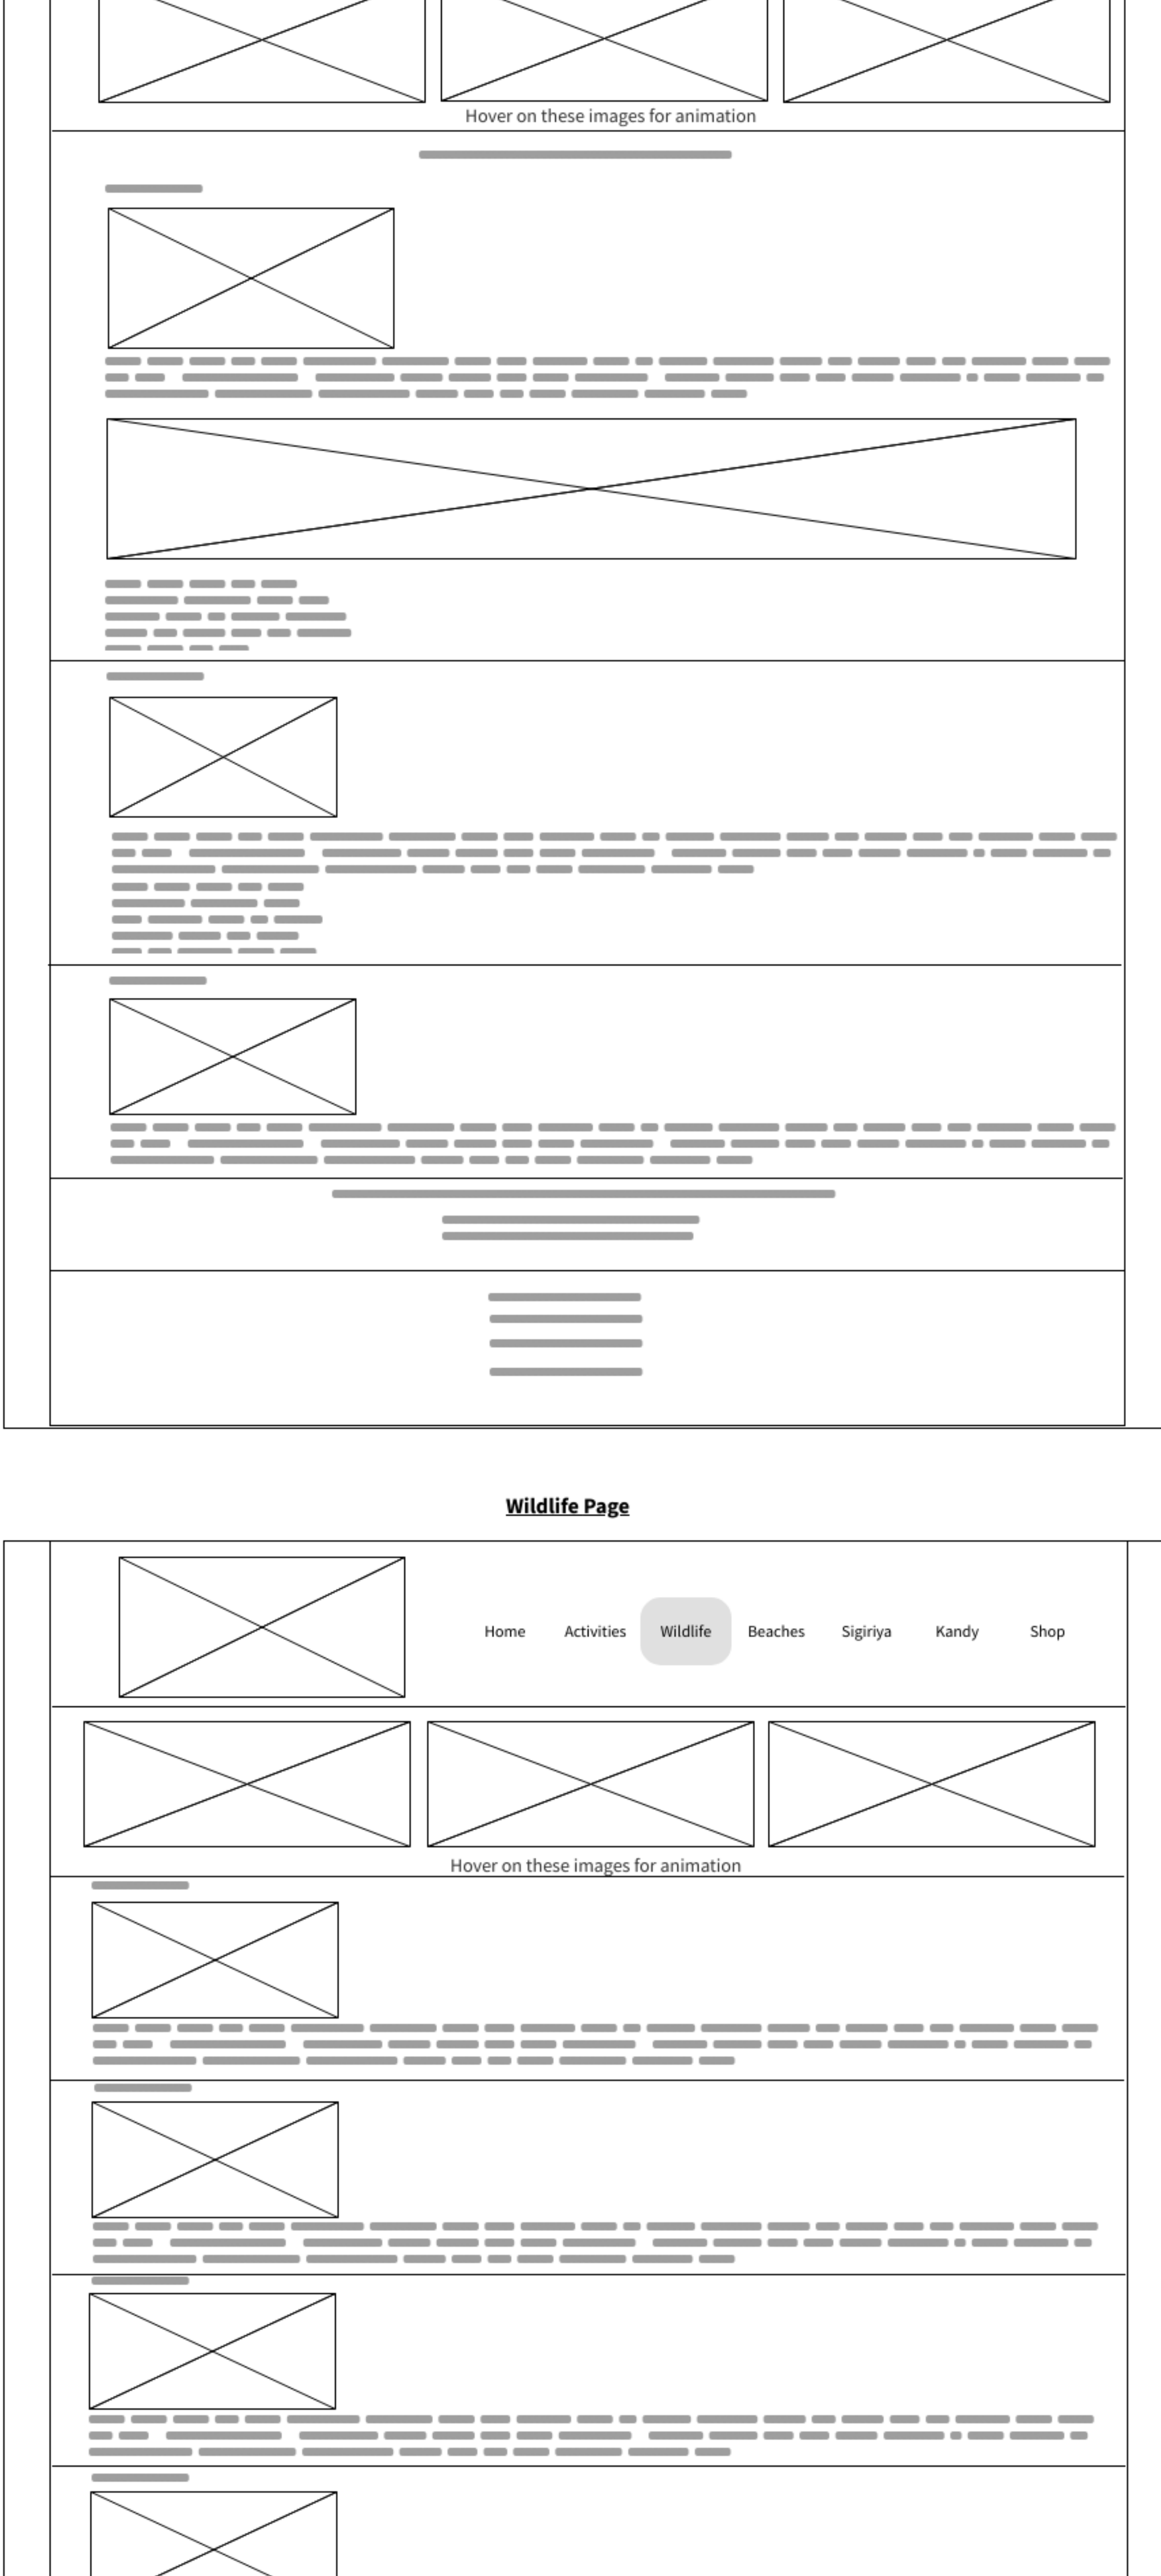 Hover on these images for animation
Wildlife Page
Home Activities Wildlife Beaches Sigiriya Kandy Shop
Hover on these images for animation